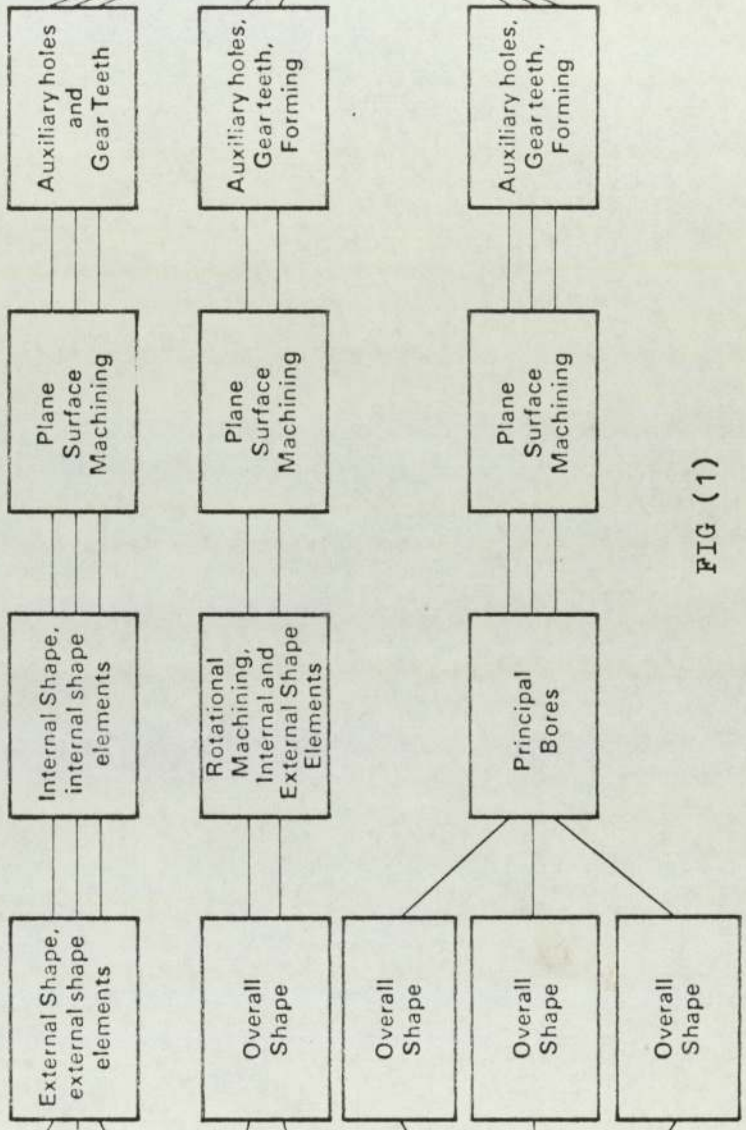 External Shape,
external shape
elements
Internal Shape,
internal shape
elements
Plane
Surface
Machining
Auxiliary holes
and
Gear Teeth
Overall
Shape
Rotational
Machining,
Internal and
External Shape
Elements
Plane
Surface
Machining
Auxiliary holes,
Gear teeth,
Forming
Overall
Shape
Overall
Shape
Overall
Shape
Principal
Bores
Plane
Surface
Machining
Auxiliary holes,
Gear teeth,
Forming
FIG (1)